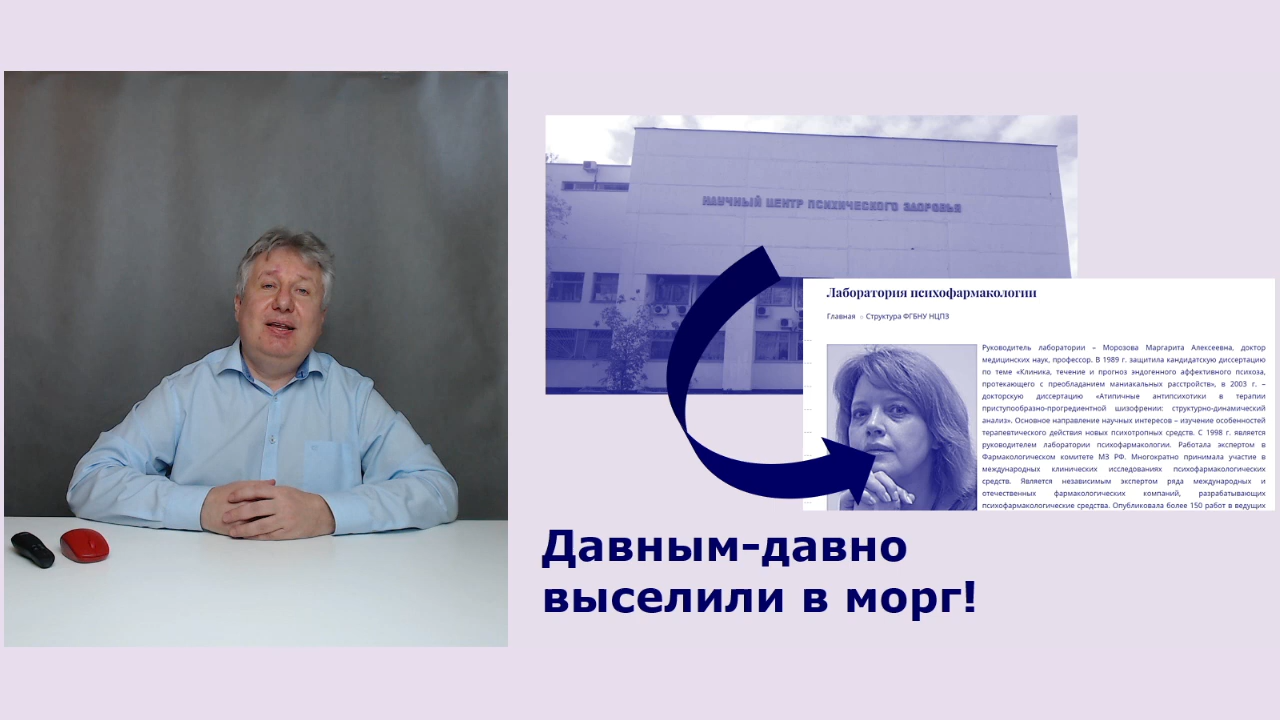 НАУЧНЫЙ ЦЕНТР ПСИХИЧЕСКОГО ЗДОРОВЬЯ
Лаборатория психофармакологии
Главная » Структура ФГБНУ НЦПЗ
Руководитель лаборатории – Морозова Маргарита Алексеевна, доктор
медицинских наук, профессор. В 1989 г. защитила кандидатскую диссертацию
по теме «Клиника, течение и прогноз эндогенного аффективного психоза,
протекающего с преобладанием маниакальных расстройств», в 2003 г. –
докторскую диссертацию «Атипичные антипсихотики в терапии
приступообразно-прогредиентной шизофрении: структурно-динамический
анализ». Основное направление научных интересов – изучение особенностей
терапевтического действия новых психотропных средств. С 1998 г. является
руководителем лаборатории психофармакологии. Работала экспертом в
Фармакологическом комитете МЗ РФ. Многократно принимала участие в
международных клинических исследованиях психофармакологических
средств. Является независимым экспертом ряда международных и
отечественных фармакологических компаний, разрабатывающих
психофармакологические средства. Опубликовала более 150 работ в ведущих
Давным-давно
выселили в морг!